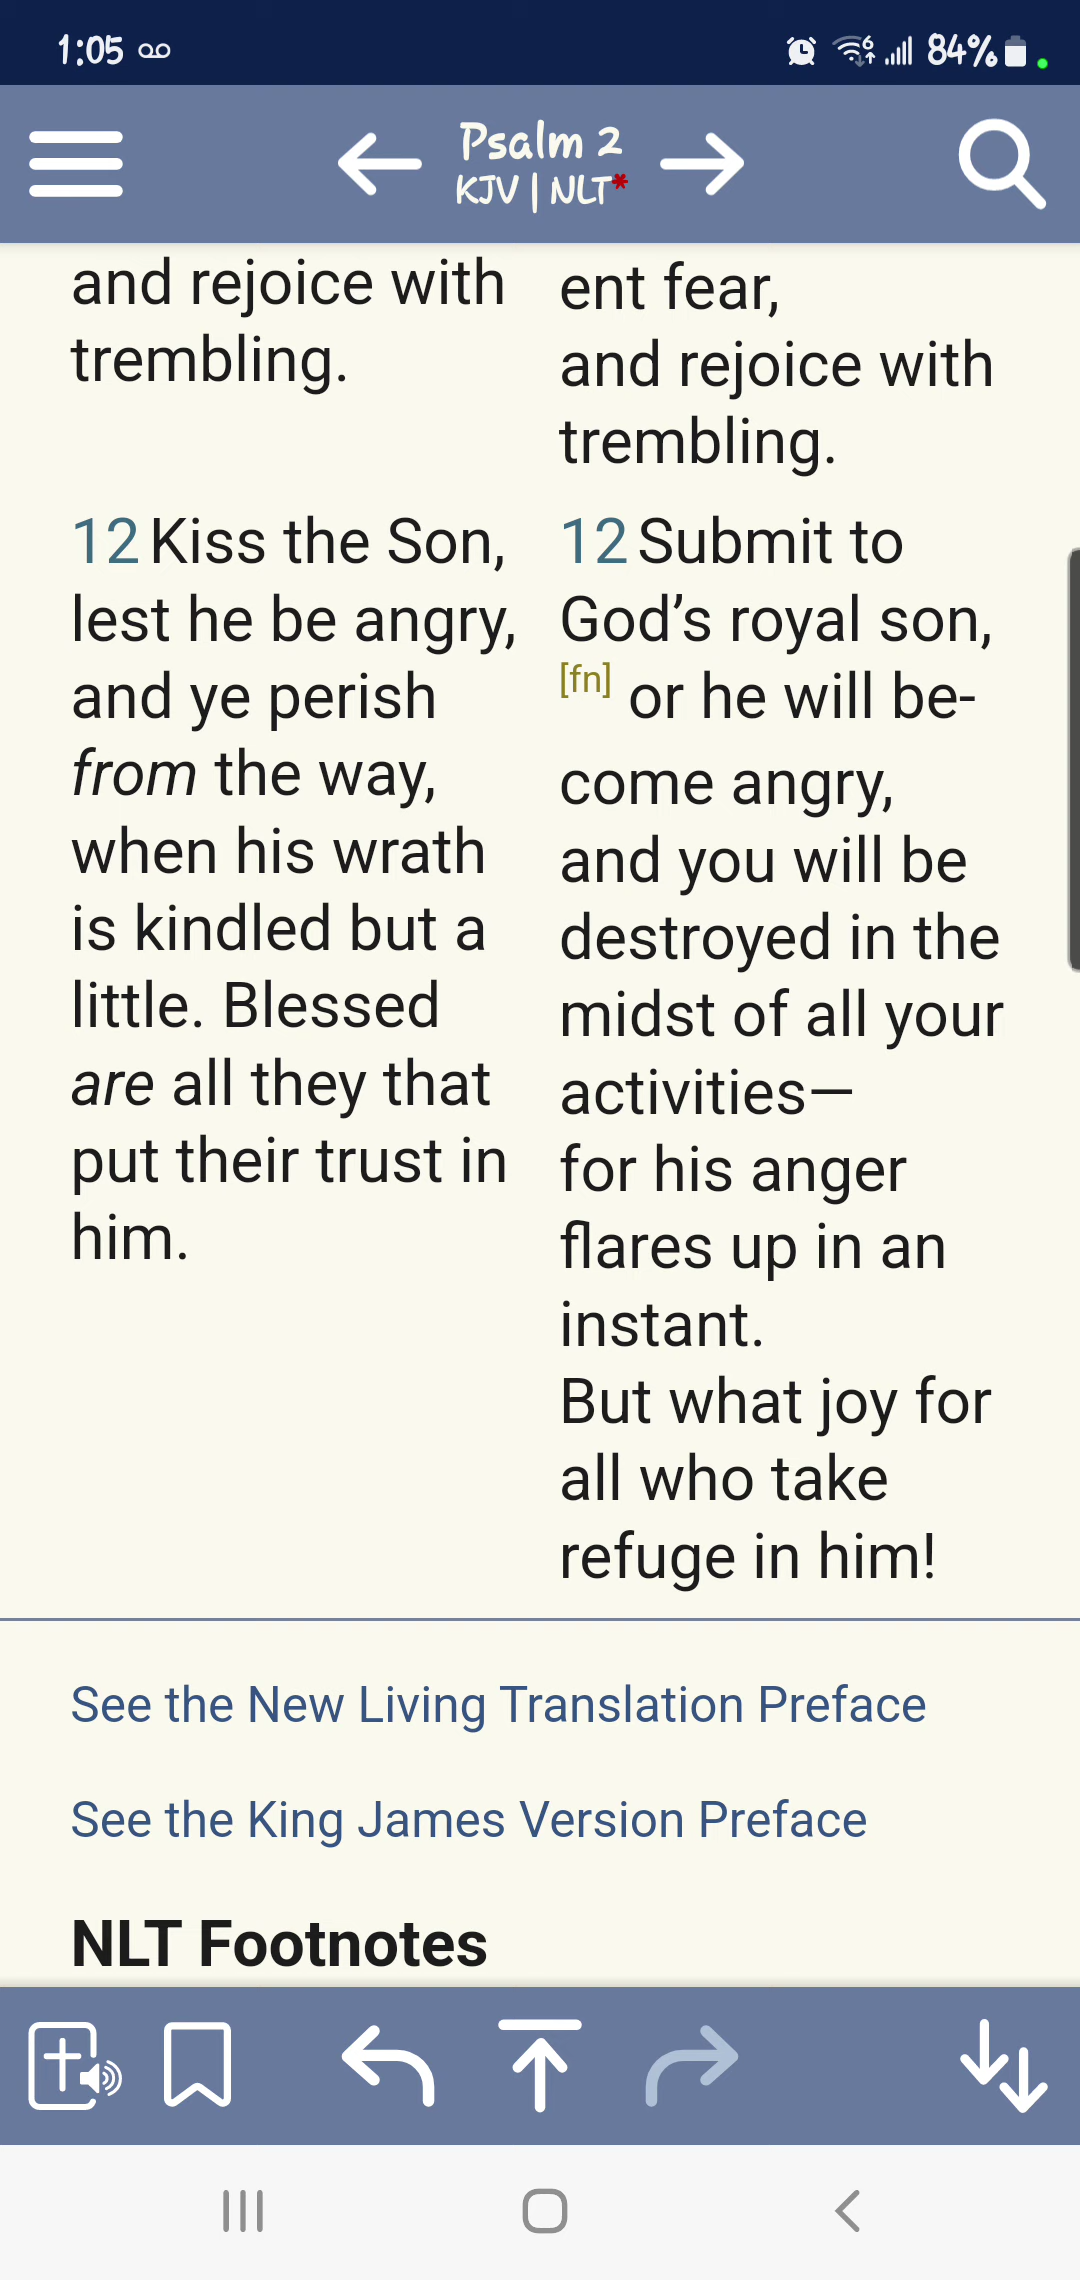 1:05
84%
Psalm 2
KJV | NLT*
and rejoice with
trembling.
12 Kiss the Son,
lest he be angry,
and ye perish
from the way,
when his wrath
is kindled but a
little. Blessed
are all they that
put their trust in
him.
ent fear,
and rejoice with
trembling.
12 Submit to
God’s royal son,
[fn] or he will be-
come angry,
and you will be
destroyed in the
midst of all your
activities—
for his anger
flares up in an
instant.
But what joy for
all who take
refuge in him!
See the New Living Translation Preface
See the King James Version Preface
NLT Footnotes